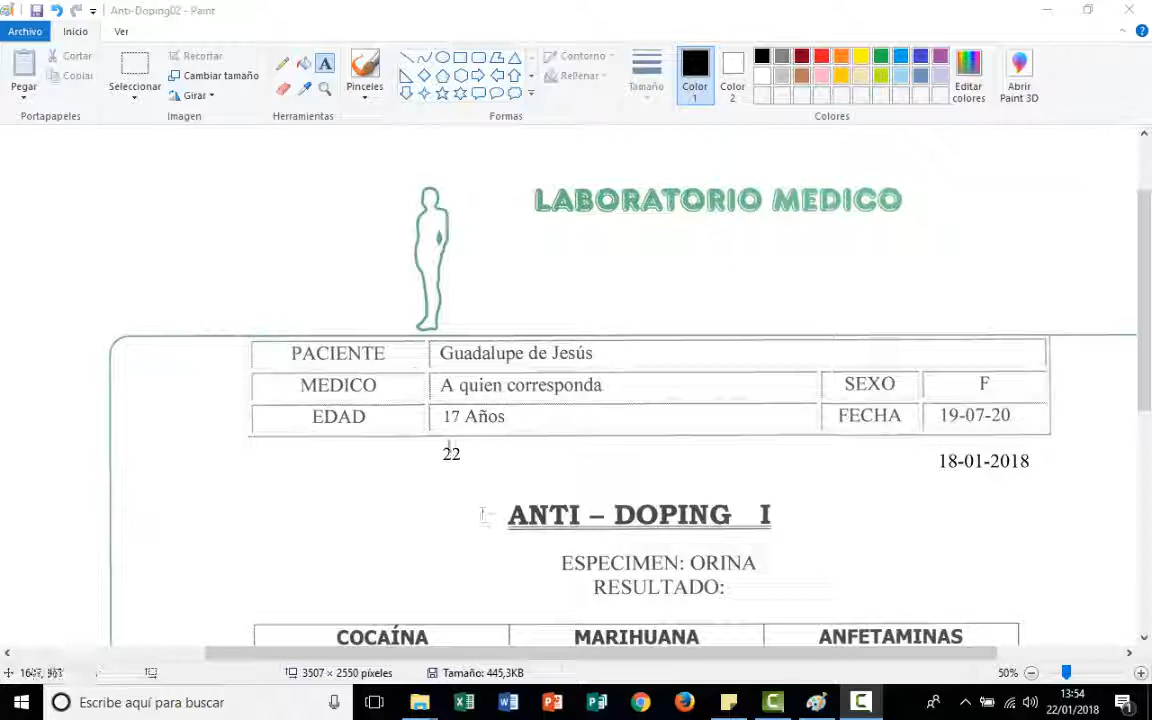 Anti-Doping02 - Paint
Archivo Inicio Ver
Pegar
Cortar
Copiar
Portapapeles
Seleccionar
Recortar
Cambiar tamaño
Girar
Imagen
A
Herramientas
Pinceles
Contorno
Rellenar
Formas
Tamaño
Color 1
Color 2
Editar colores
Colores
Abrir Paint 3D
LABORATORIO MEDICO
PACIENTE Guadalupe de Jesús
MEDICO A quien corresponda SEXO F
EDAD 17 Años FECHA 19-07-20
22 18-01-2018
ANTI – DOPING I
ESPECIMEN: ORINA
RESULTADO:
COCAÍNA MARIHUANA ANFETAMINAS
3507 × 2550 píxeles Tamaño: 445,3KB 50%
Escribe aquí para buscar
13:54
22/01/2018